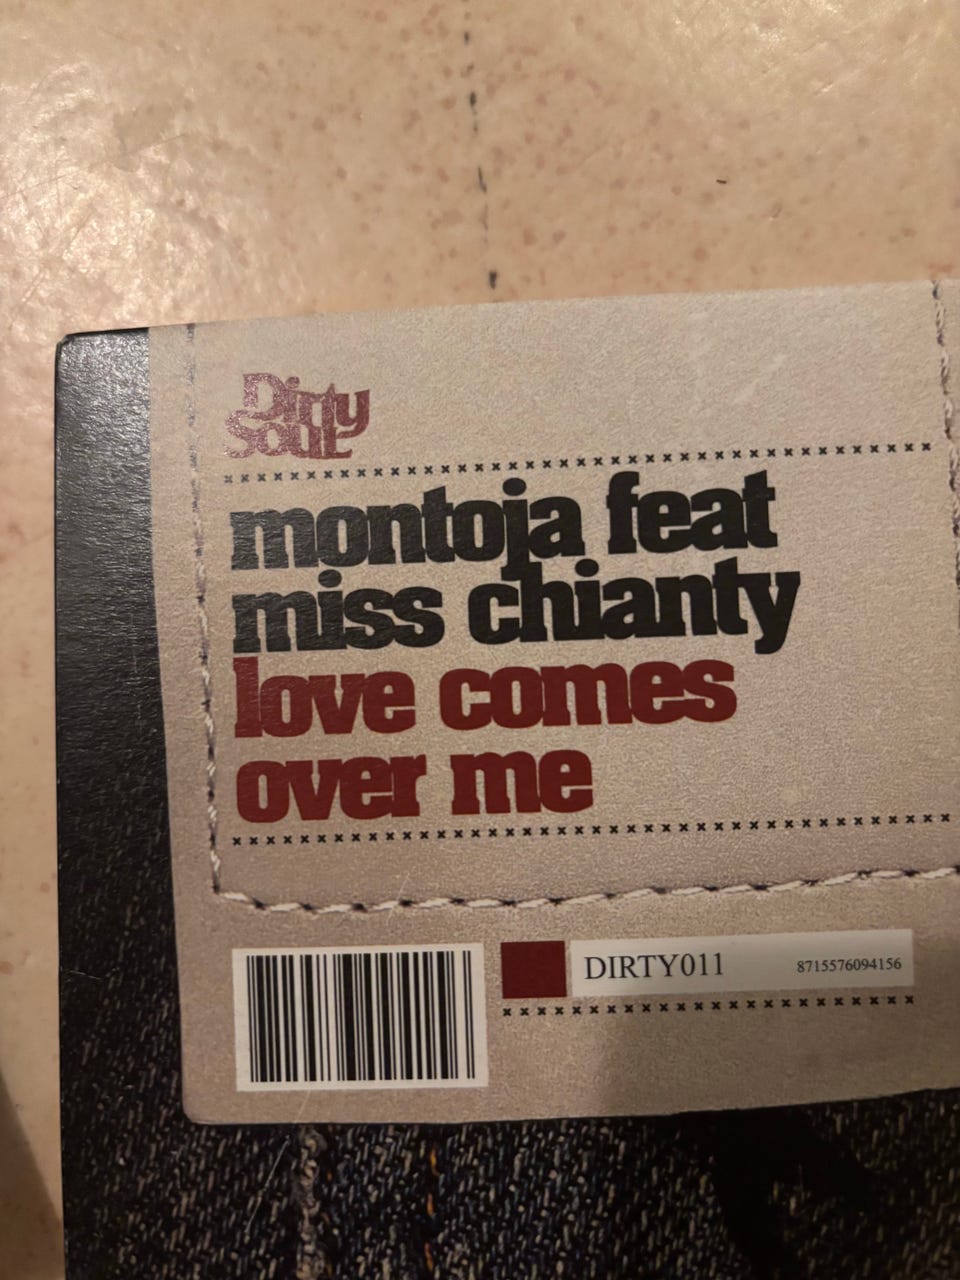 Dirty
Soul
montoja feat
miss chianty
love comes
over me
DIRTY011 8715576094156